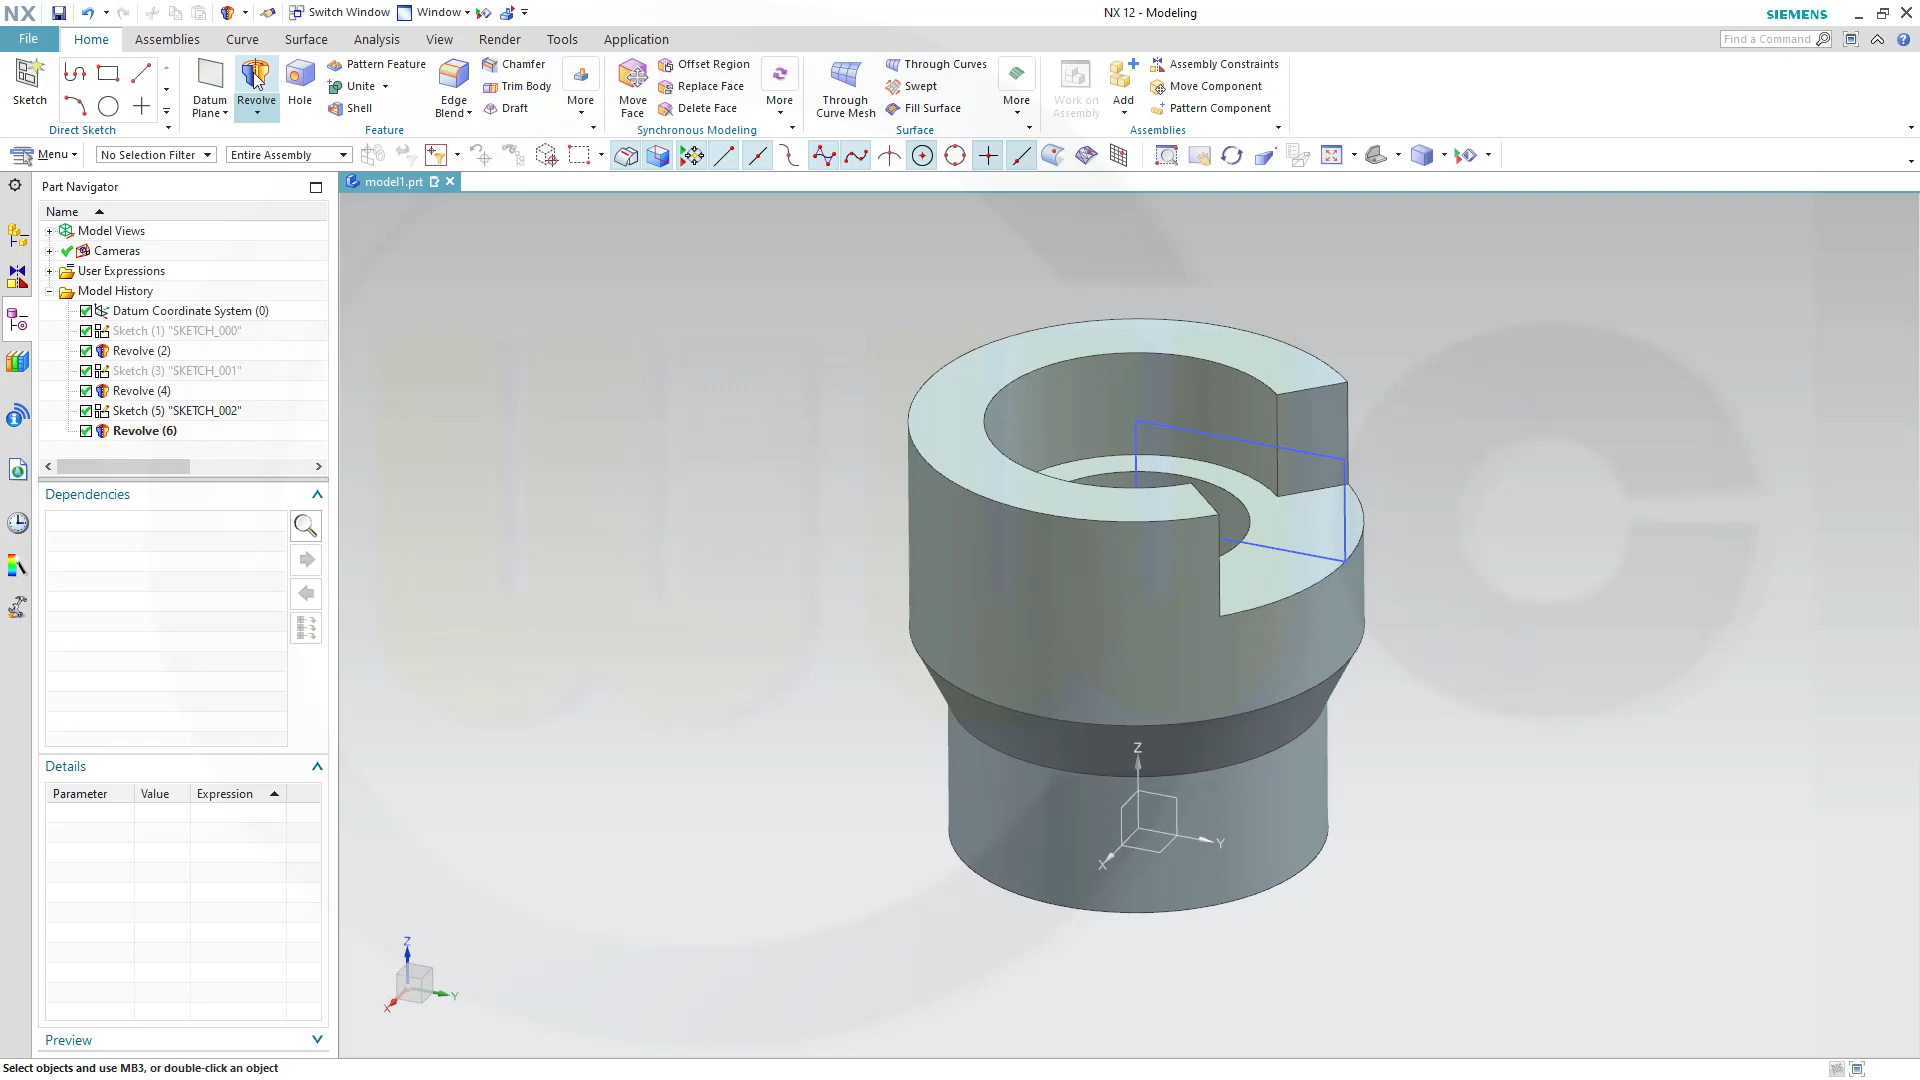 NX
Switch Window
Window
NX 12 - Modeling
SIEMENS
File
Home
Assemblies
Curve
Surface
Analysis
View
Render
Tools
Application
Find a Command
Sketch
Direct Sketch
Datum
Plane
Revolve
Hole
Pattern Feature
Unite
Shell
Edge
Blend
Chamfer
Trim Body
Draft
More
Feature
Move
Face
Offset Region
Replace Face
Delete Face
More
Synchronous Modeling
Through
Curve Mesh
Through Curves
Swept
Fill Surface
More
Surface
Work on
Assembly
Add
Assembly Constraints
Move Component
Pattern Component
Assemblies
Menu
No Selection Filter
Entire Assembly
Part Navigator
model1.prt
Name
Model Views
Cameras
User Expressions
Model History
Datum Coordinate System (0)
Sketch (1) "SKETCH_000"
Revolve (2)
Sketch (3) "SKETCH_001"
Revolve (4)
Sketch (5) "SKETCH_002"
Revolve (6)
Dependencies
Details
Parameter
Value
Expression
Preview
Z
Y
X
Z
Y
X
Select objects and use MB3, or double-click an object